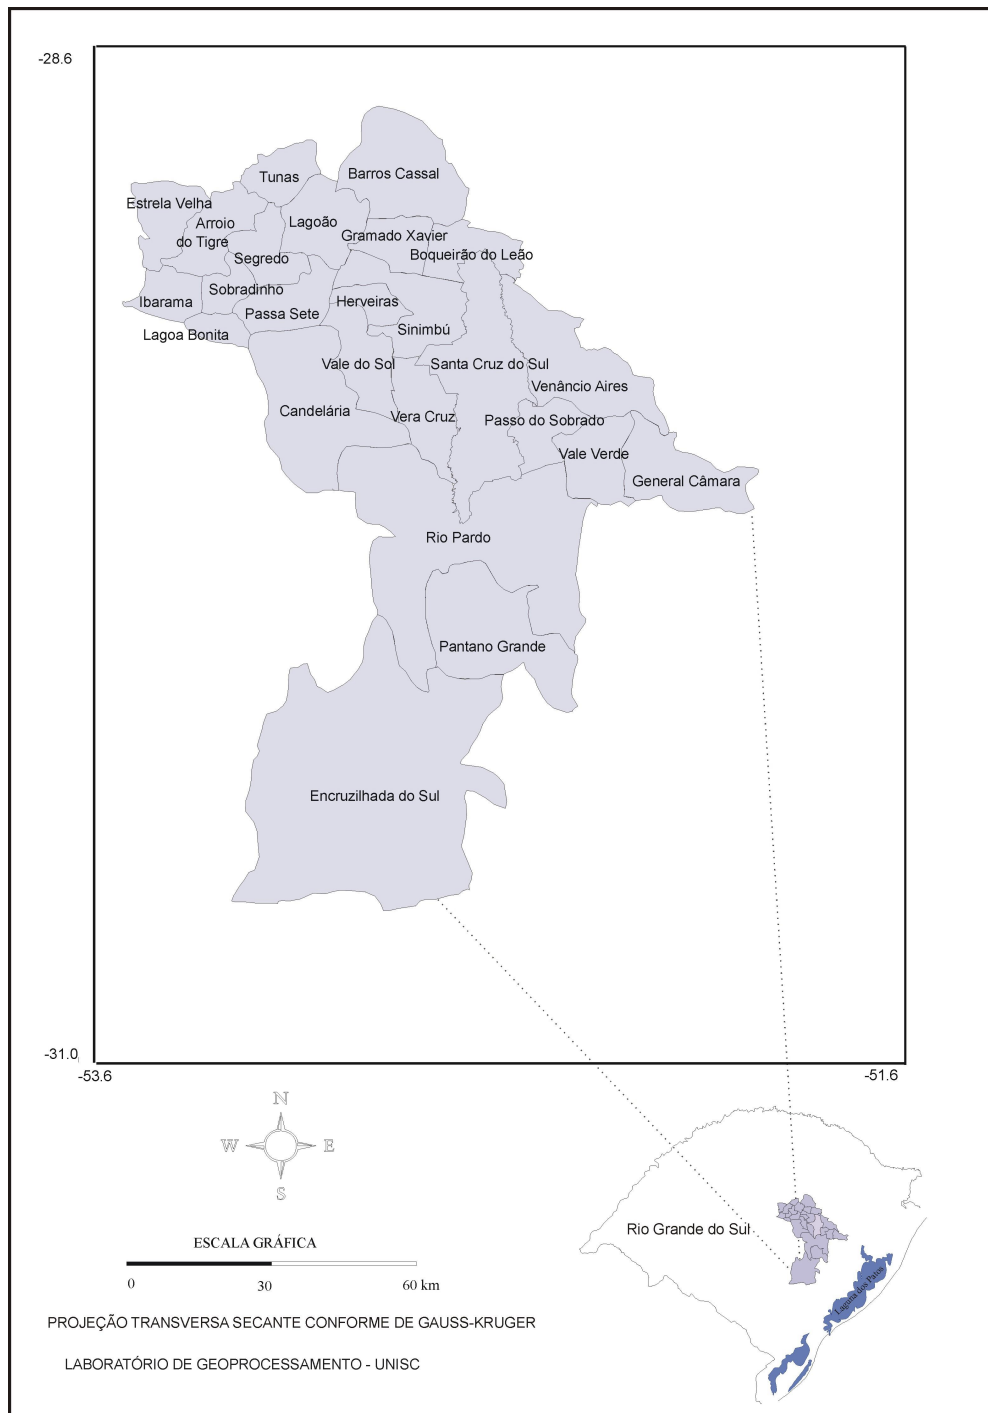 -28.6
Barros Cassal
Tunas
Estrela Velha
Arroio
do Tigre
Lagoão
Gramado Xavier
Boqueirão do Leão
Segredo
Sobradinho
Ibarama
Herveiras
Passa Sete
Lagoa Bonita
Sinimbú
Vale do Sol
Santa Cruz do Sul
Venâncio Aires
Candelária
Vera Cruz
Passo do Sobrado
Vale Verde
General Câmara
Rio Pardo
Pantano Grande
Encruzilhada do Sul
-31.0
-53.6
-51.6
N
W
E
S
Rio Grande do Sul
Laguna dos Patos
ESCALA GRÁFICA
0
30
60 km
PROJEÇÃO TRANSVERSA SECANTE CONFORME DE GAUSS-KRUGER
LABORATÓRIO DE GEOPROCESSAMENTO - UNISC